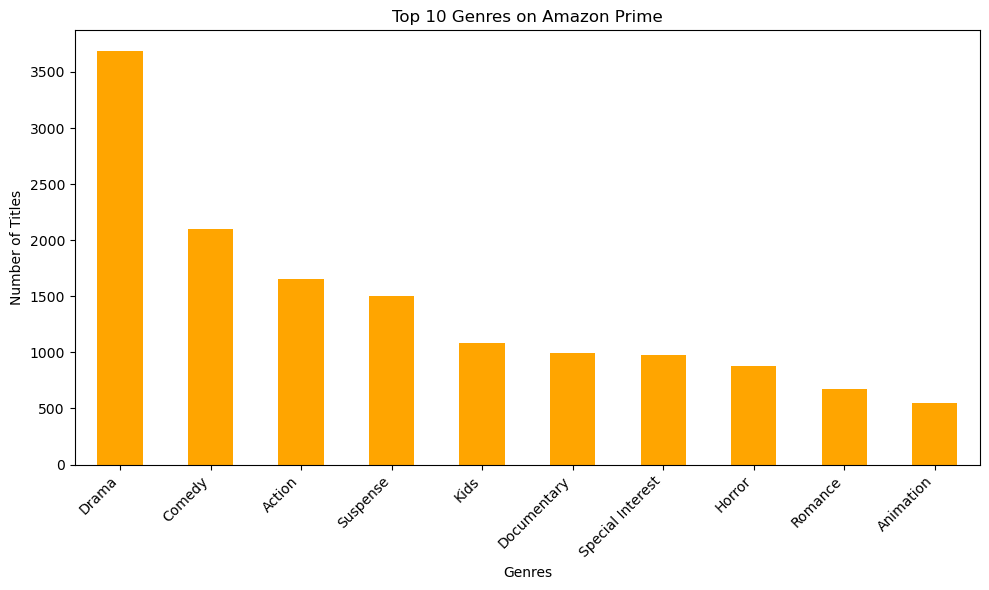 Top 10 Genres on Amazon Prime
Number of Titles
3500
3000
2500
2000
1500
1000
500
0
Drama
Comedy
Action
Suspense
Kids
Documentary
Special Interest
Horror
Romance
Animation
Genres